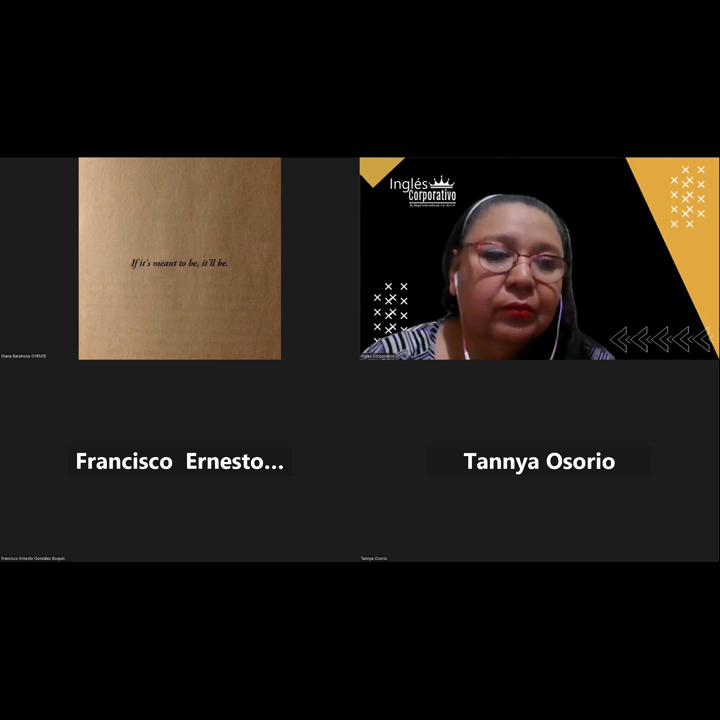 If it's meant to be, it'll be.
Diana Barahona OYENTE
Inglés
Corporativo
Inglés Corporativo
Francisco Ernesto...
Francisco Ernesto González Boquin
Tannya Osorio
Tannya Osorio